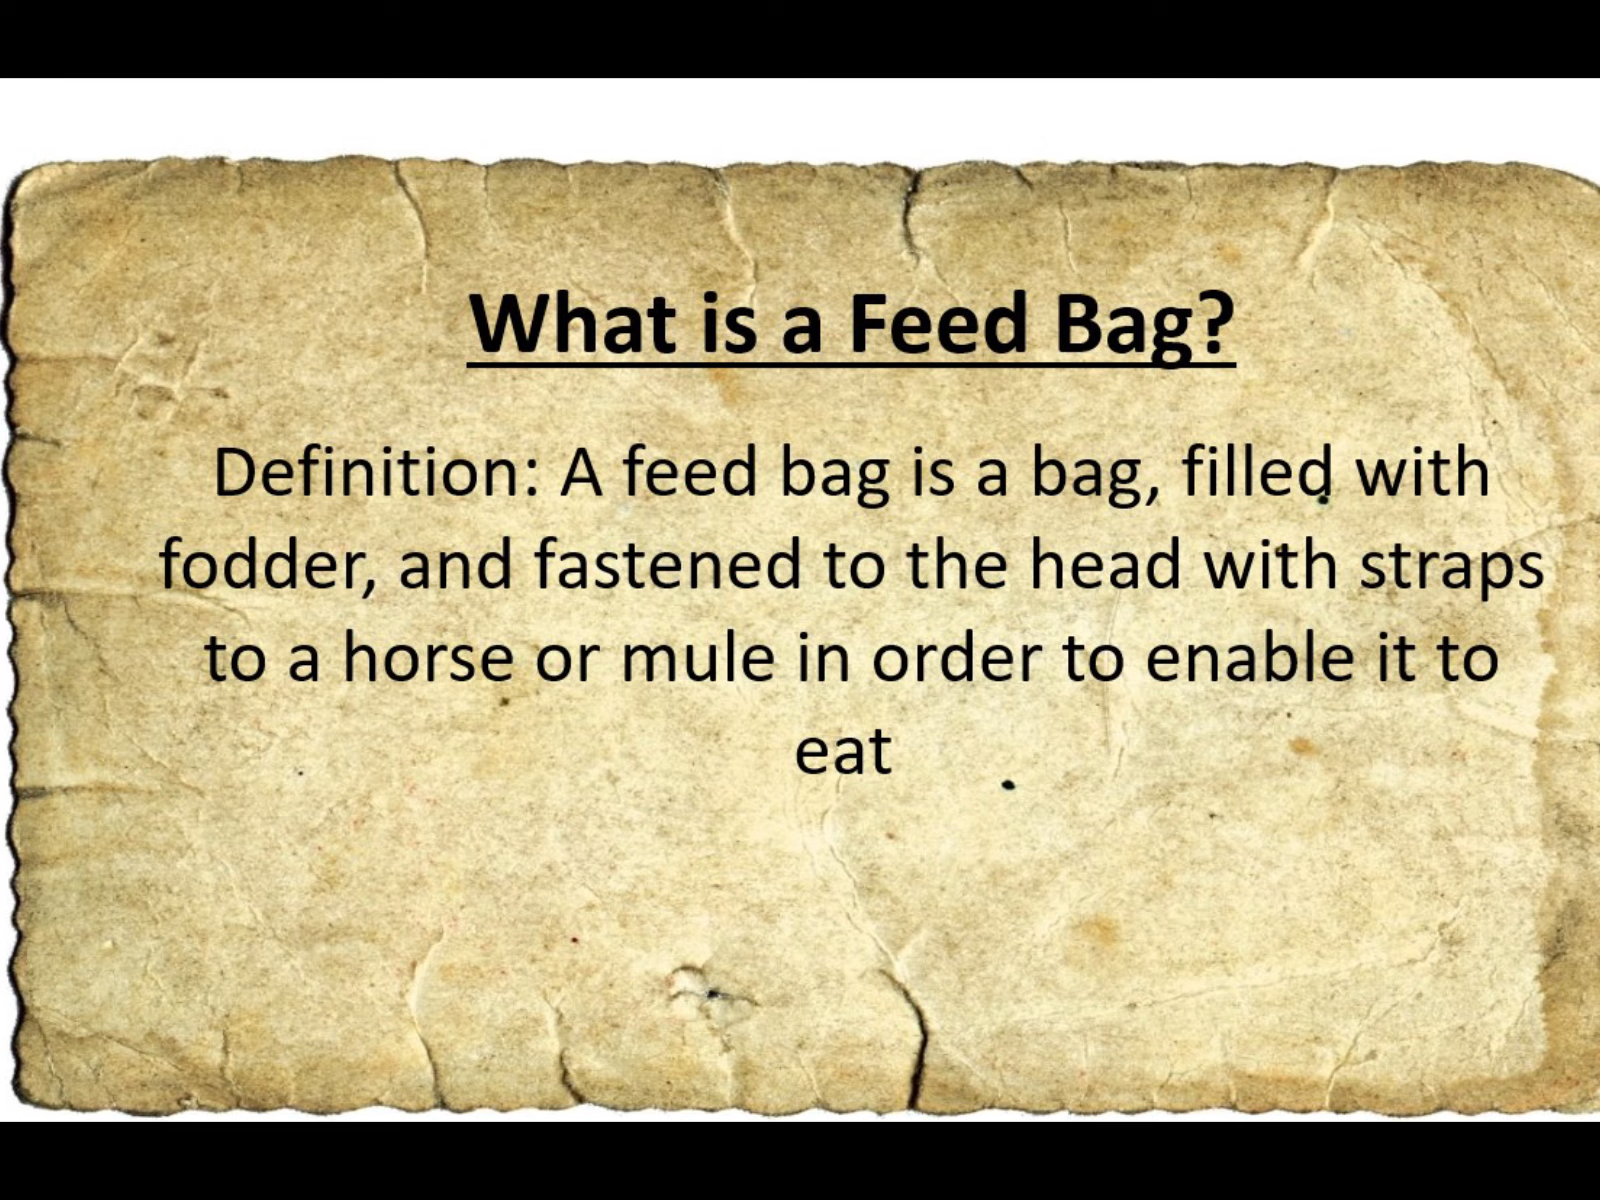 What is a Feed Bag?
Definition: A feed bag is a bag, filled with
fodder, and fastened to the head with straps
to a horse or mule in order to enable it to
eat